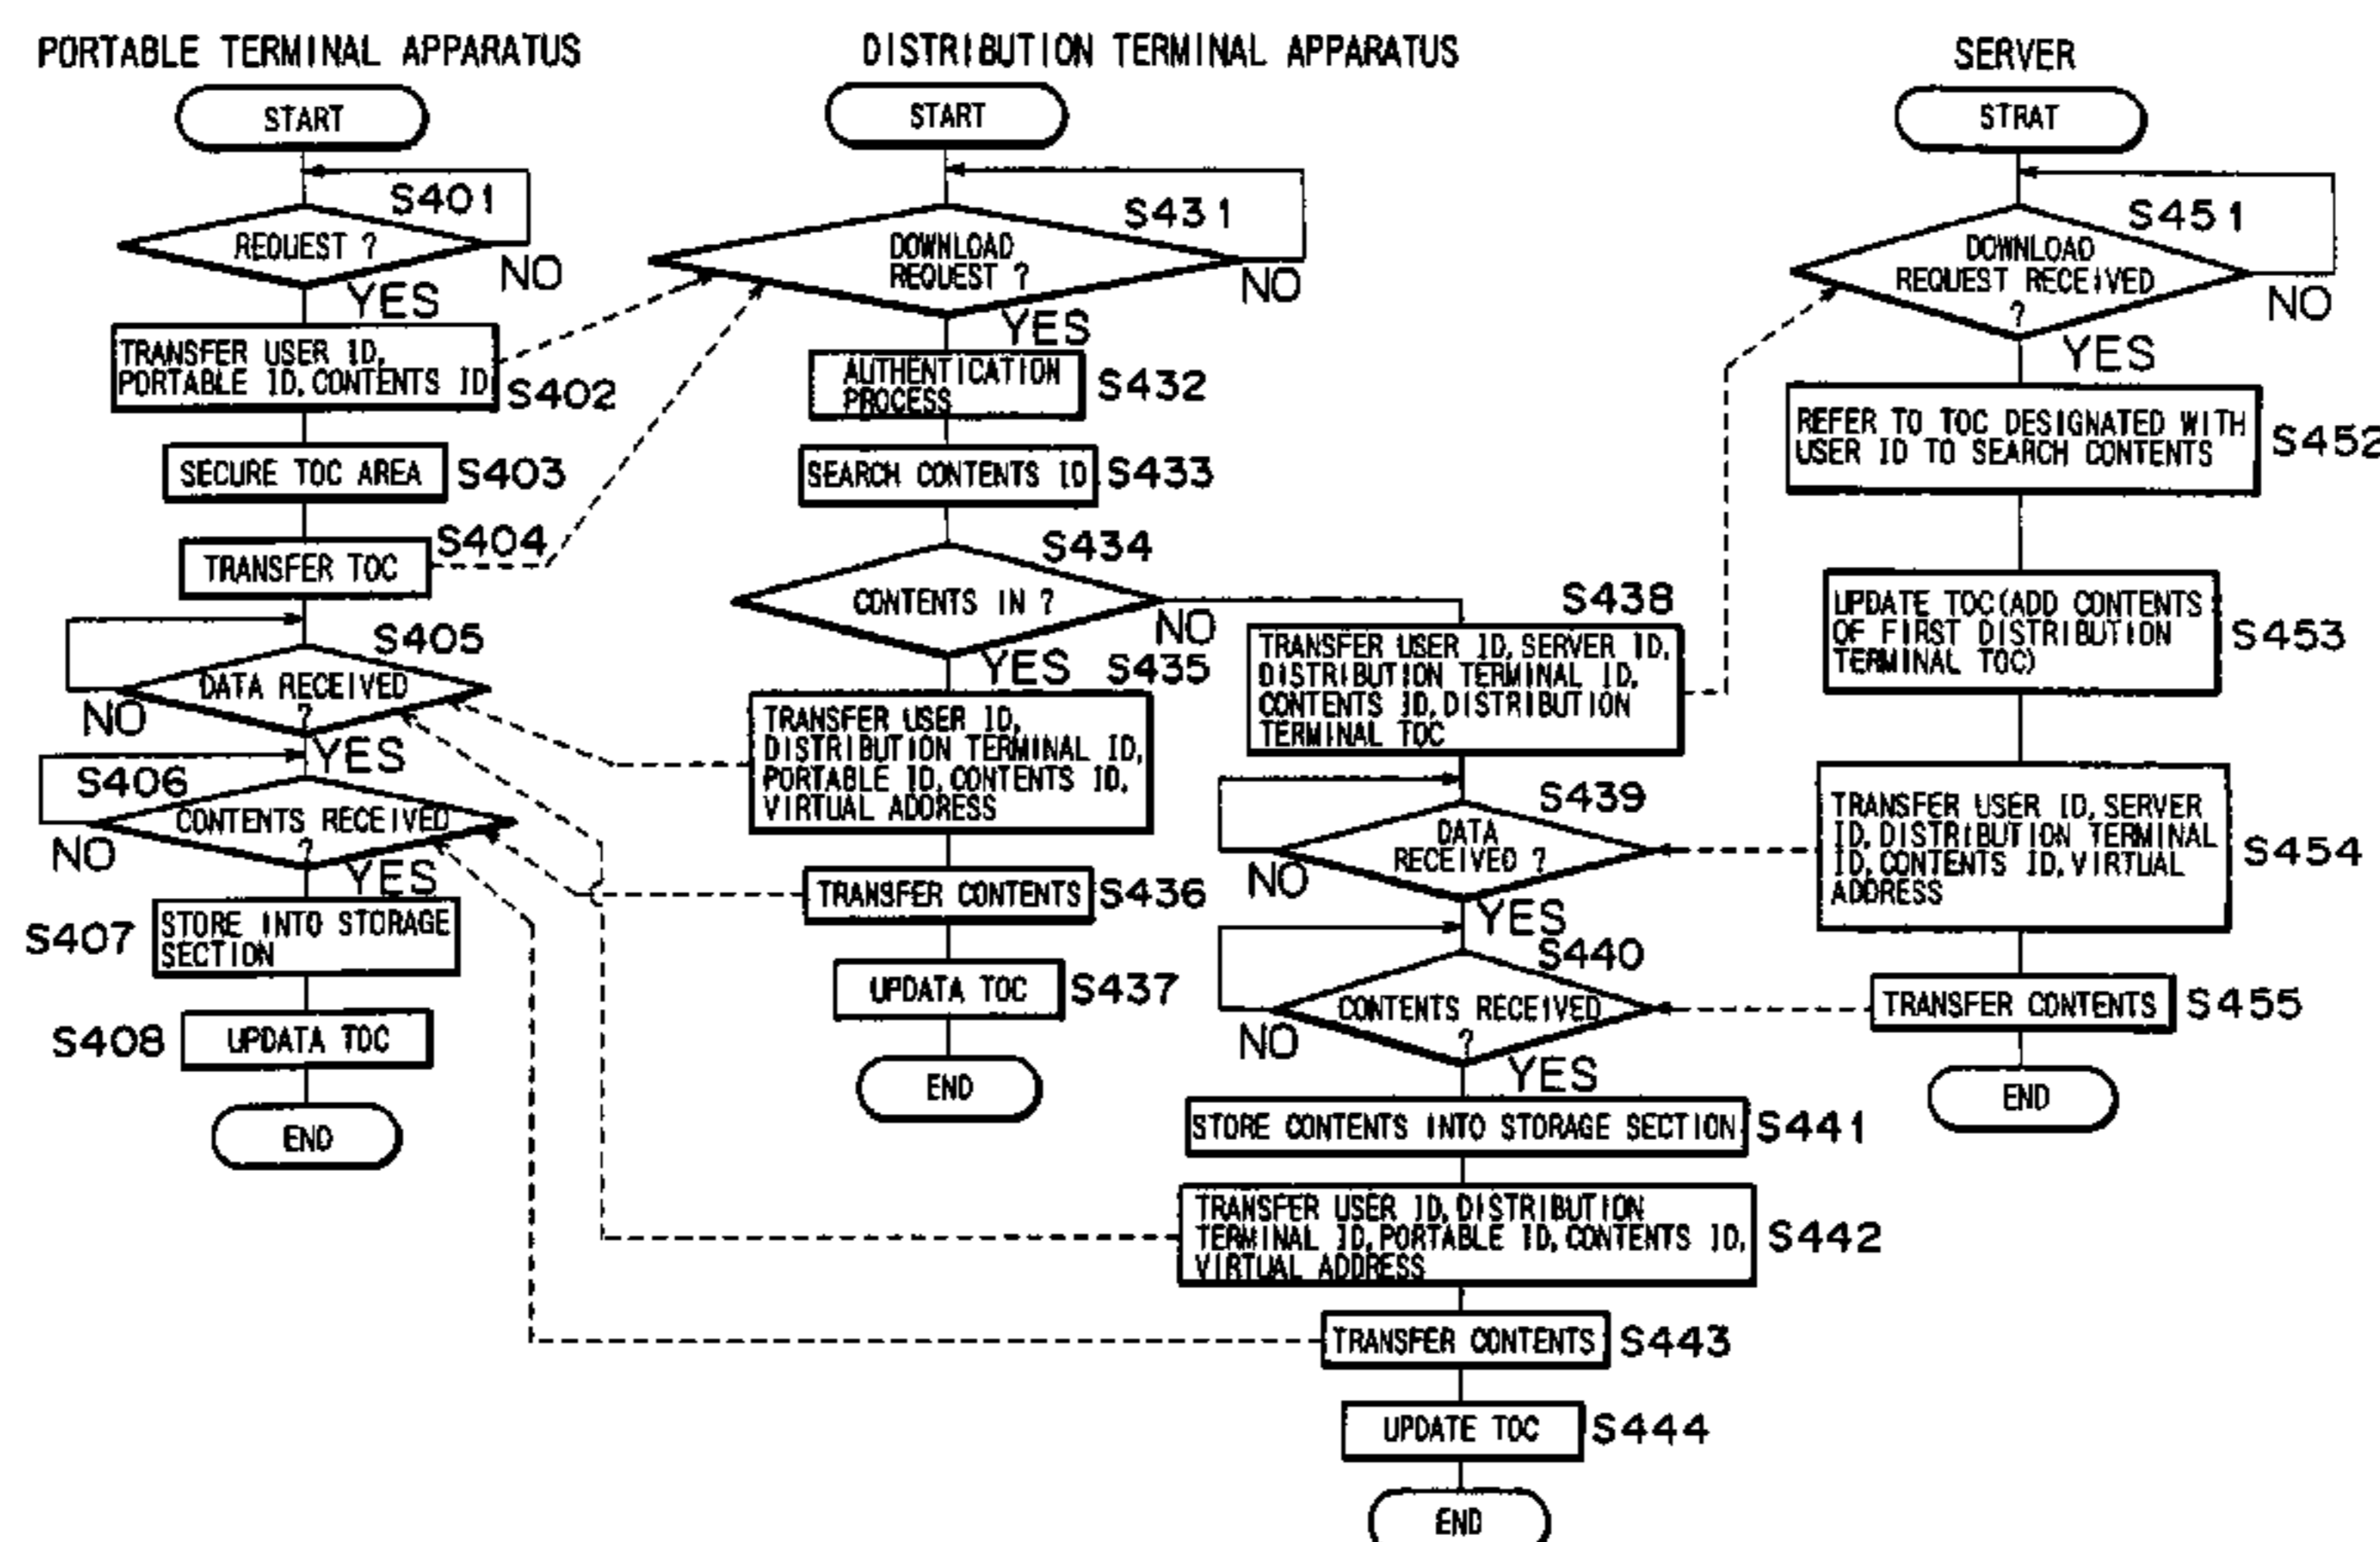 PORTABLE TERMINAL APPARATUS
START
S401
REQUEST ?
NO
YES
TRANSFER USER ID,
PORTABLE ID, CONTENTS ID
S402
SECURE TOC AREA
S403
S404
TRANSFER TOC
S405
DATA RECEIVED
?
NO
YES
S406
CONTENTS RECEIVED
?
NO
YES
S407
STORE INTO STORAGE
SECTION
S408
UPDATA TOC
END
DISTRIBUTION TERMINAL APPARATUS
START
S431
DOWNLOAD
REQUEST ?
NO
YES
AUTHENTICATION
PROCESS
S432
SEARCH CONTENTS ID
S433
S434
CONTENTS IN ?
NO
YES
S435
TRANSFER USER ID,
DISTRIBUTION TERMINAL ID,
PORTABLE ID, CONTENTS ID,
VIRTUAL ADDRESS
TRANSFER CONTENTS
S436
UPDATA TOC
S437
END
S438
TRANSFER USER ID, SERVER ID,
DISTRIBUTION TERMINAL ID,
CONTENTS ID, DISTRIBUTION
TERMINAL TOC
S439
DATA
RECEIVED ?
NO
YES
S440
CONTENTS RECEIVED
?
NO
YES
STORE CONTENTS INTO STORAGE SECTION
S441
TRANSFER USER ID, DISTRIBUTION
TERMINAL ID, PORTABLE ID, CONTENTS ID,
VIRTUAL ADDRESS
S442
TRANSFER CONTENTS
S443
UPDATE TOC
S444
END
SERVER
STRAT
S451
DOWNLOAD
REQUEST RECEIVED
?
NO
YES
REFER TO TOC DESIGNATED WITH
USER ID TO SEARCH CONTENTS
S452
UPDATE TOC(ADD CONTENTS
OF FIRST DISTRIBUTION
TERMINAL TOC)
S453
TRANSFER USER ID, SERVER
ID, DISTRIBUTION TERMINAL
ID, CONTENTS ID, VIRTUAL
ADDRESS
S454
TRANSFER CONTENTS
S455
END